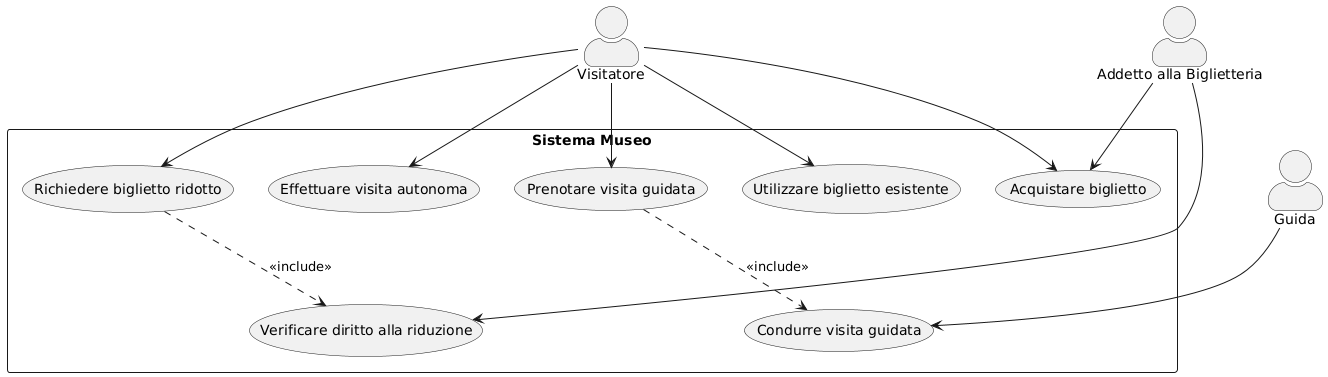 Visitatore
Addetto alla Biglietteria
Sistema Museo
Richiedere biglietto ridotto
Effettuare visita autonoma
Prenotare visita guidata
Utilizzare biglietto esistente
Acquistare biglietto
Guida
«include»
«include»
Verificare diritto alla riduzione
Condurre visita guidata